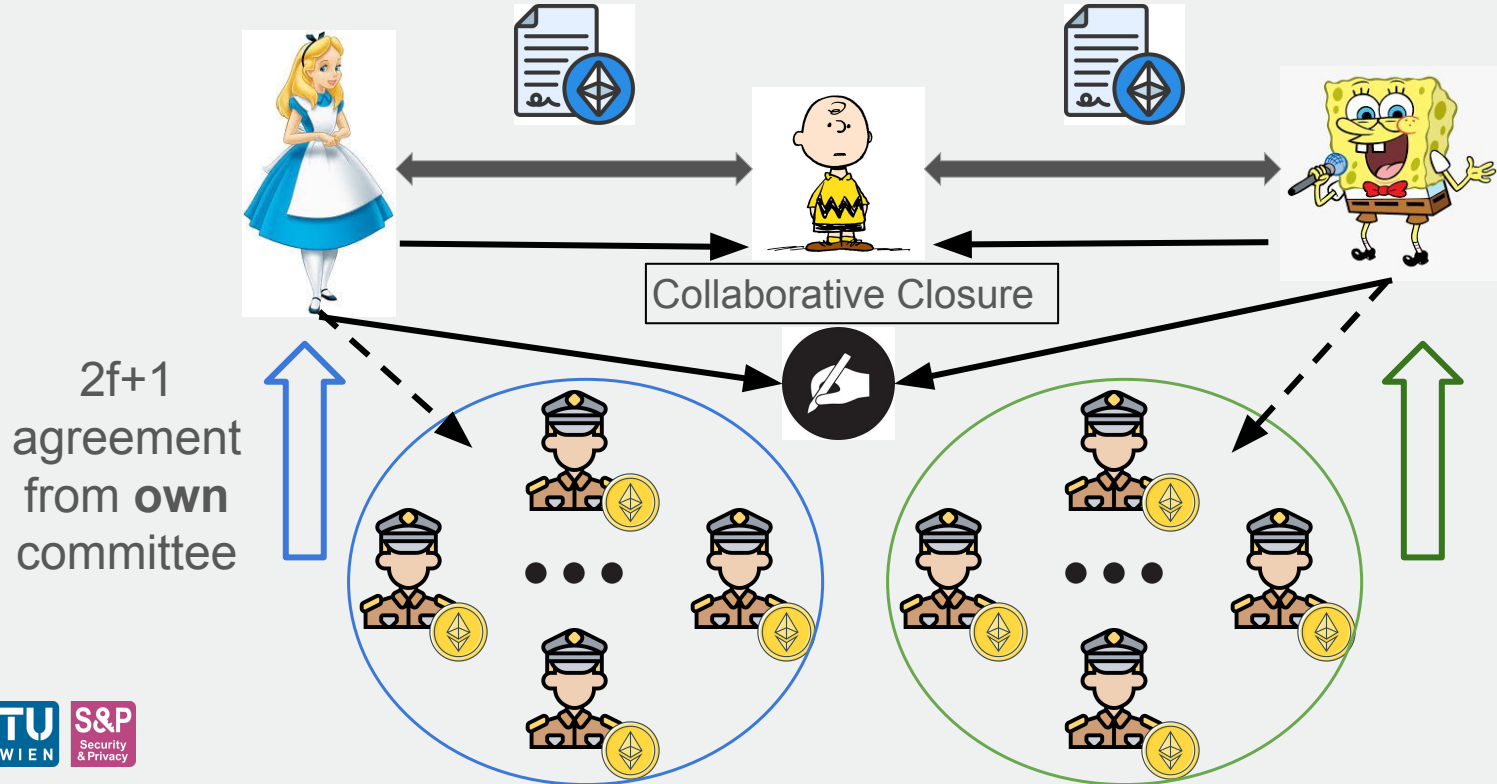 Collaborative Closure
2f+1
agreement
from own
committee
TU
WIEN
S&P
Security
& Privacy